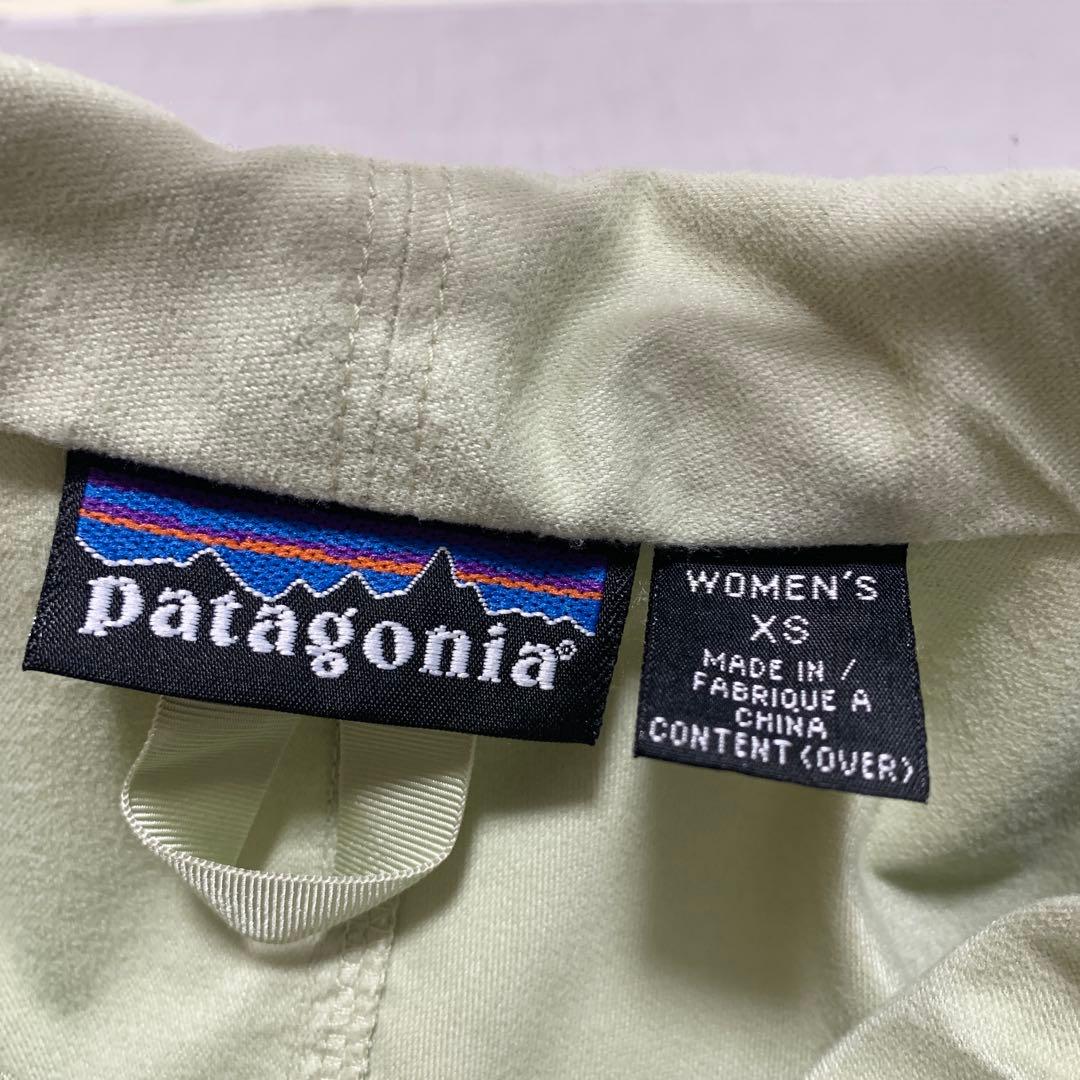 patagonia®
WOMEN'S
XS
MADE IN /
FABRIQUE A
CHINA
CONTENT (OVER)